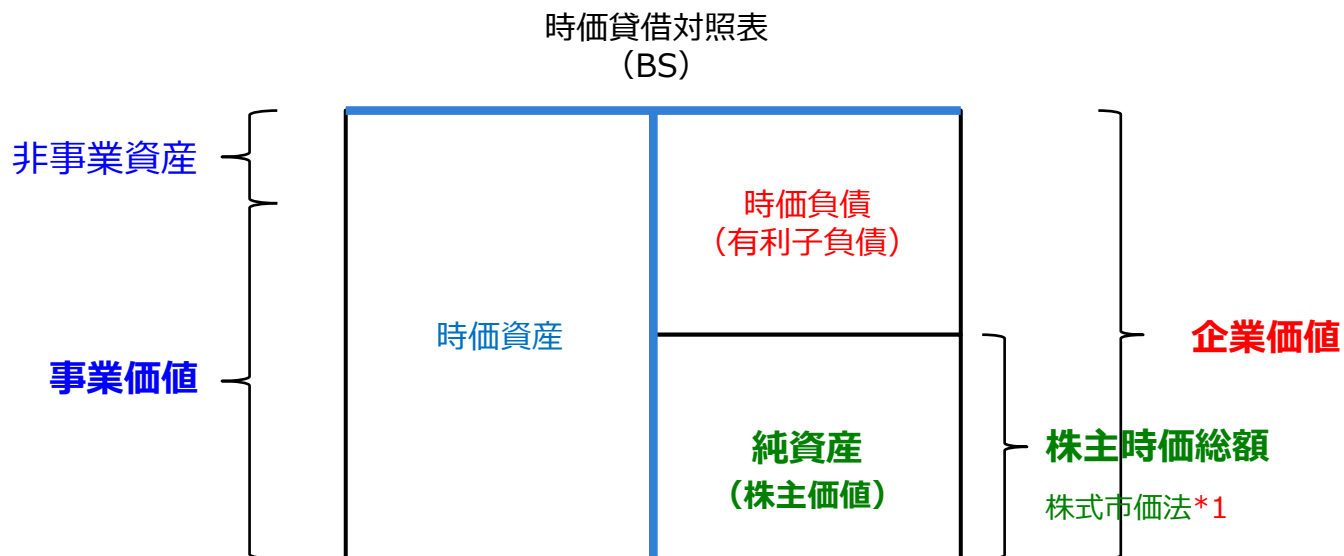 時価貸借対照表
（BS）
非事業資産
事業価値
時価資産
時価負債
（有利子負債）
純資産
（株主価値）
企業価値
株主時価総額
株式市価法*1